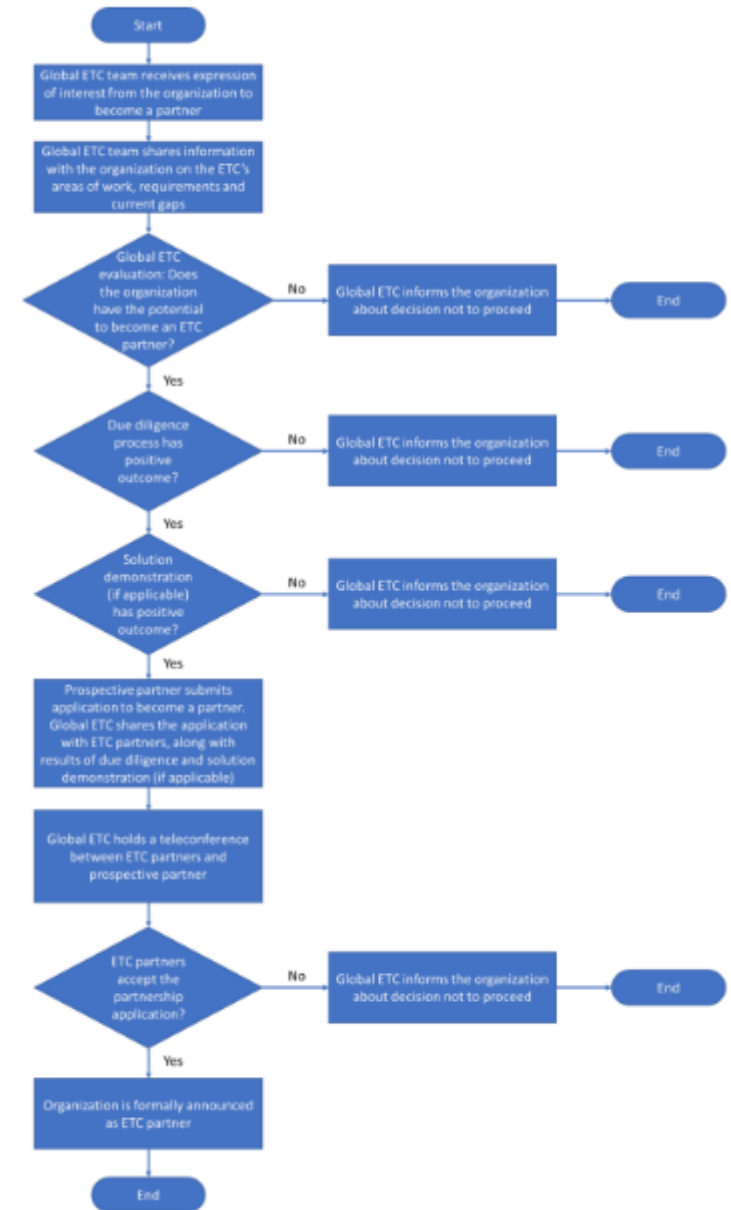 Start
Global ETC team receives expression
of interest from the organization to
become a partner
Global ETC team shares information
with the organization on the ETC's
areas of work, requirements and
current gaps
Global ETC
evaluation: Does
the organization
have the potential
to become an ETC
partner?
No
Global ETC informs the organization
about decision not to proceed
End
Yes
Due diligence
process has
positive
outcome?
No
Global ETC informs the organization
about decision not to proceed
End
Yes
Solution
demonstration
(if applicable)
has positive
outcome?
No
Global ETC informs the organization
about decision not to proceed
End
Yes
Prospective partner submits
application to become a partner.
Global ETC shares the application
with ETC partners, along with
results of due diligence and solution
demonstration (if applicable)
Global ETC holds a teleconference
between ETC partners and
prospective partner
ETC partners
accept the
partnership
application?
No
Global ETC informs the organization
about decision not to proceed
End
Yes
Organization is formally announced
as ETC partner
End